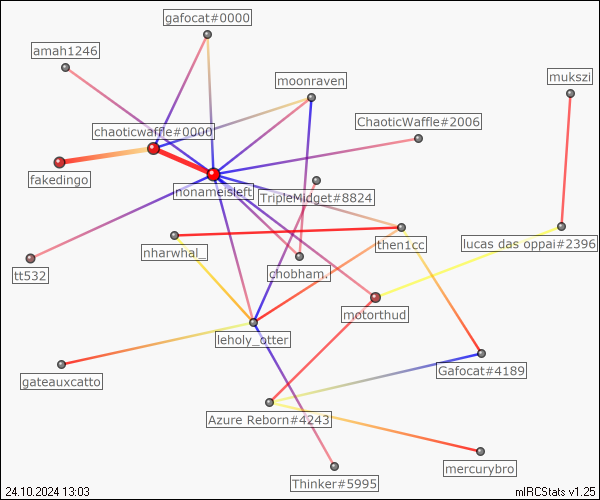 gafocat#0000
amah1246
moonraven
mukszi
ChaoticWaffle#2006
chaoticwaffle#0000
fakedingo
nonameisleft
TripleMidget#8824
then1cc
lucas das oppai#2396
nharwhal_
tt532
chobham.
motorthud
leholy_otter
Gafocat#4189
gateauxcatto
Azure Reborn#4243
mercurybro
Thinker#5995
24.10.2024 13:03
mIRCStats v1.25